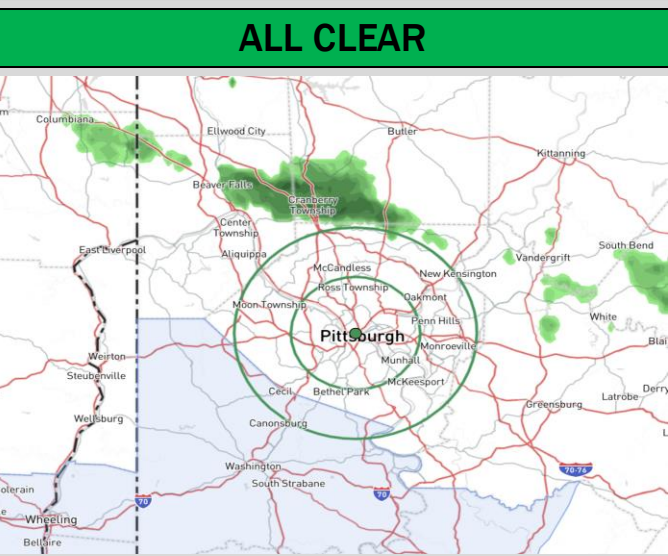 ALL CLEAR
Columbiana
Ellwood City
Butler
Kittanning
Beaver Falls
Cranberry
Township
Center
Township
East Liverpool
Aliquippa
South Bend
Vandergrift
McCandless
New Kensington
Ross Township
Oakmont
Moon Township
White
Penn Hills
Pittsburgh
Monroeville
Weirton
Munhall
Steubenville
McKeesport
Cecil
Bethel Park
Derry
Latrobe
Greensburg
Wellsburg
Canonsburg
Washington
70-76
South Strabane
70
70
Wheeling
Bellaire